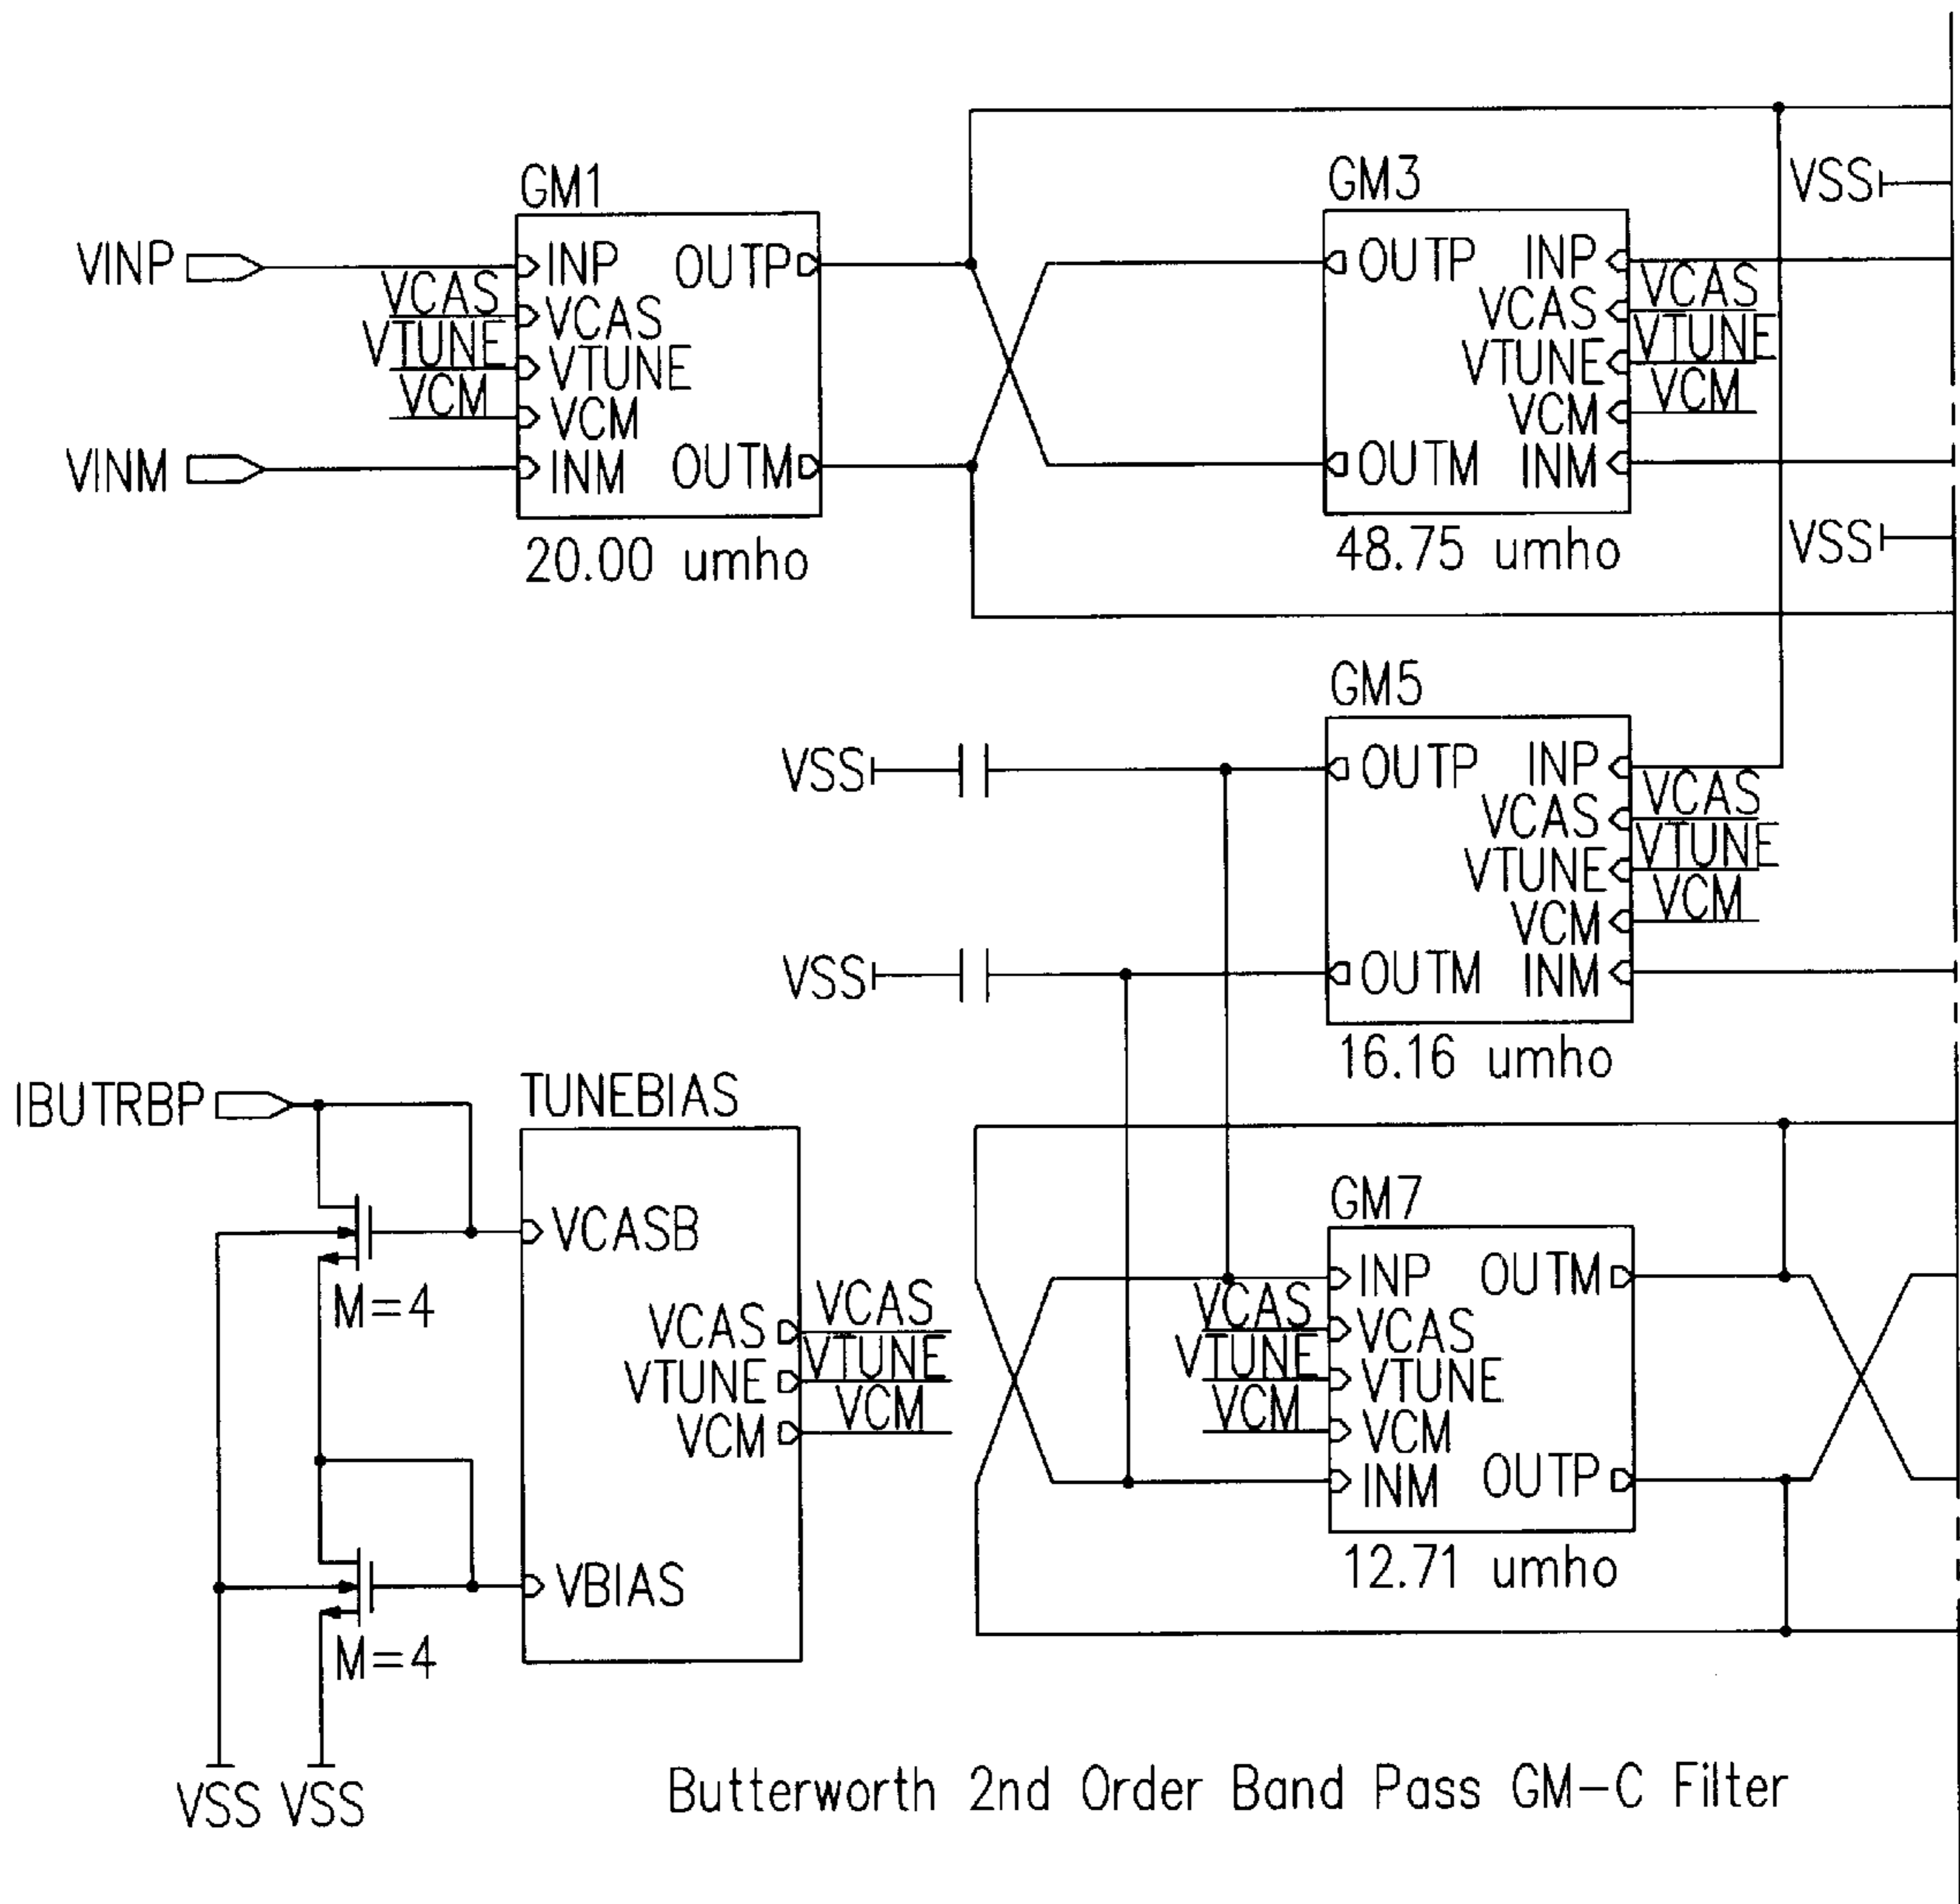 GM1
GM3
VSS
VINP
INP
OUTP
OUTP
INP
VCAS
VCAS
VCAS
VCAS
VTUNE
VTUNE
VTUNE
VTUNE
VCM
VCM
VCM
VCM
VINM
INM
OUTM
OUTM
INM
20.00 umho
48.75 umho
VSS
GM5
VSS
OUTP
INP
VCAS
VCAS
VTUNE
VTUNE
VCM
VCM
VSS
OUTM
INM
16.16 umho
IBUTRBP
TUNEBIAS
GM7
VCASB
INP
OUTM
M=4
VCAS
VCAS
VCAS
VCAS
VTUNE
VTUNE
VTUNE
VTUNE
VCM
VCM
VCM
VCM
INM
OUTP
12.71 umho
VBIAS
M=4
VSS
VSS
Butterworth 2nd Order Band Pass GM-C Filter